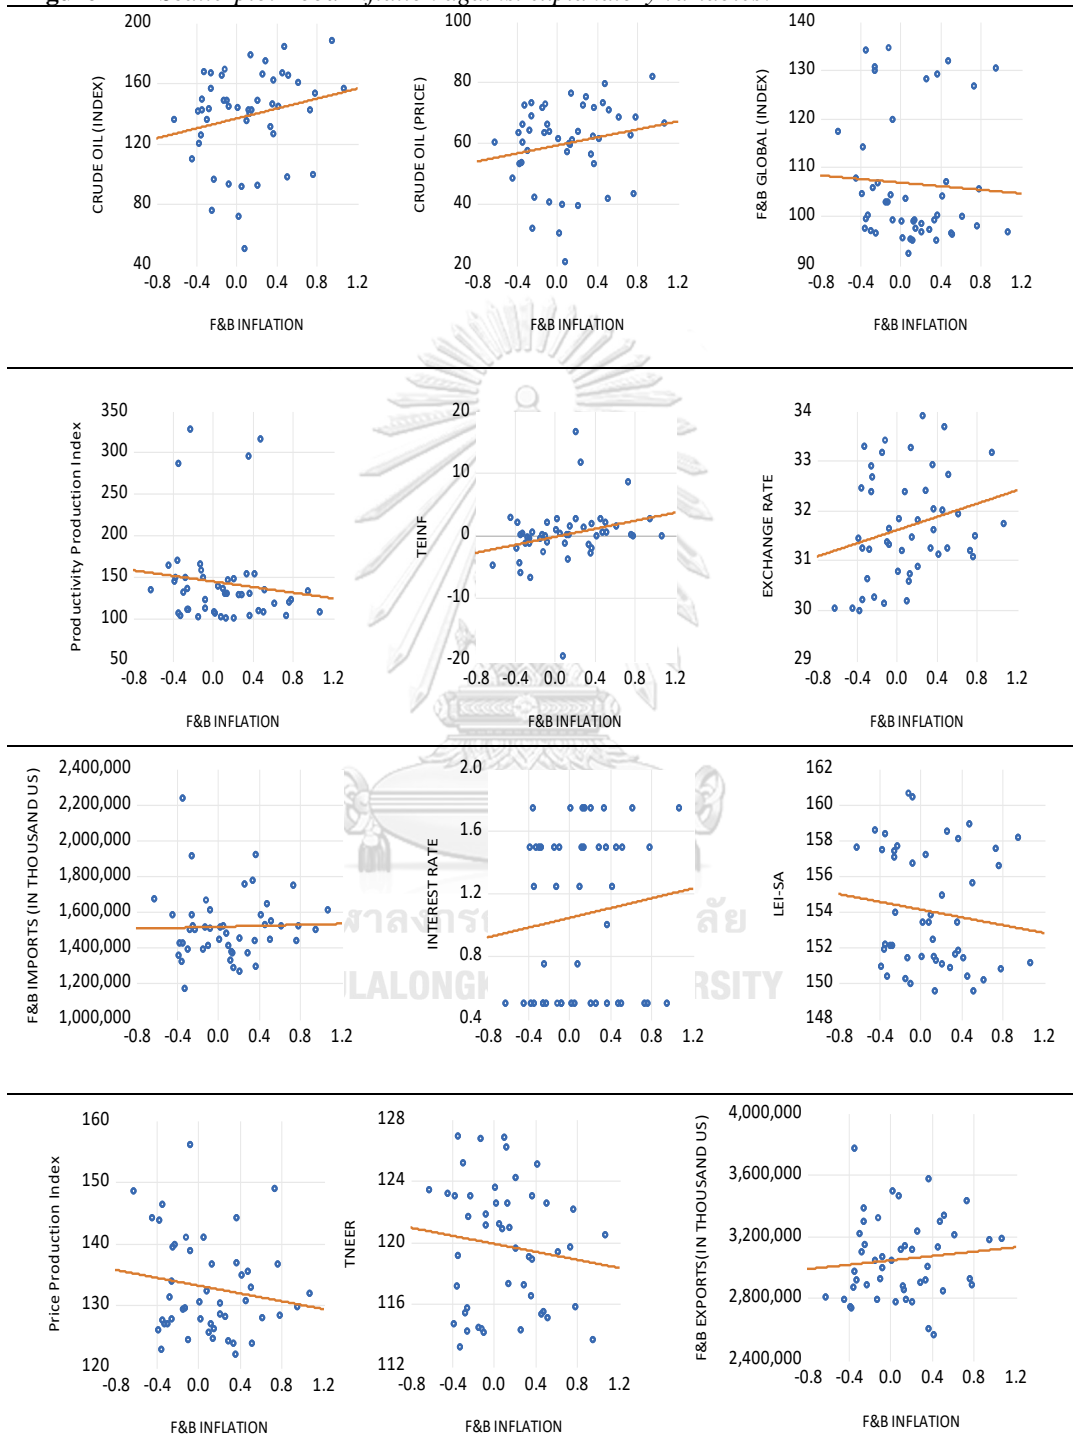 200
160
120
80
40
CRUDE OIL (INDEX)
-0.8 -0.4 0.0 0.4 0.8 1.2
F&B INFLATION
100
80
60
40
20
CRUDE OIL (PRICE)
-0.8 -0.4 0.0 0.4 0.8 1.2
F&B INFLATION
140
130
120
110
100
90
F&B GLOBAL (INDEX)
-0.8 -0.4 0.0 0.4 0.8 1.2
F&B INFLATION
350
300
250
200
150
100
50
Productivity Production Index
-0.8 -0.4 0.0 0.4 0.8 1.2
F&B INFLATION
20
10
0
-10
-20
TEINF
-0.8 -0.4 0.0 0.4 0.8 1.2
F&B INFLATION
34
33
32
31
30
29
EXCHANGE RATE
-0.8 -0.4 0.0 0.4 0.8 1.2
F&B INFLATION
2,400,000
2,200,000
2,000,000
1,800,000
1,600,000
1,400,000
1,200,000
1,000,000
F&B IMPORTS (IN THOUSAND US)
-0.8 -0.4 0.0 0.4 0.8 1.2
2.0
1.6
1.2
0.8
0.4
INTEREST RATE
-0.8 -0.4 0.0 0.4 0.8 1.2
162
160
158
156
154
152
150
148
LEI-SA
-0.8 -0.4 0.0 0.4 0.8 1.2
160
150
140
130
120
Price Production Index
-0.8 -0.4 0.0 0.4 0.8 1.2
F&B INFLATION
128
124
120
116
112
TNEER
-0.8 -0.4 0.0 0.4 0.8 1.2
F&B INFLATION
4,000,000
3,600,000
3,200,000
2,800,000
2,400,000
F&B EXPORTS(IN THOUSAND US)
-0.8 -0.4 0.0 0.4 0.8 1.2
F&B INFLATION